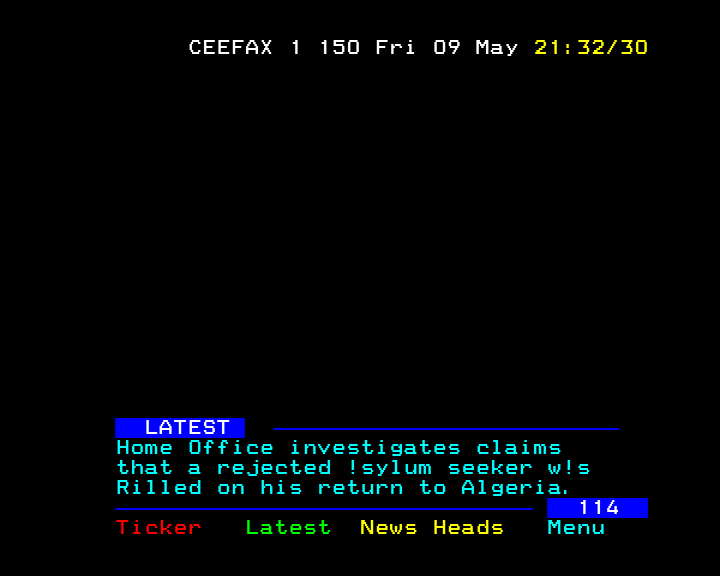 CEEFAX 1 150 Fri 09 May 21:32/30
LATEST
Home Office investigates claims
that a rejected !sylum seeker w!s
Rilled on his return to Algeria.
114
Ticker Latest News Heads Menu